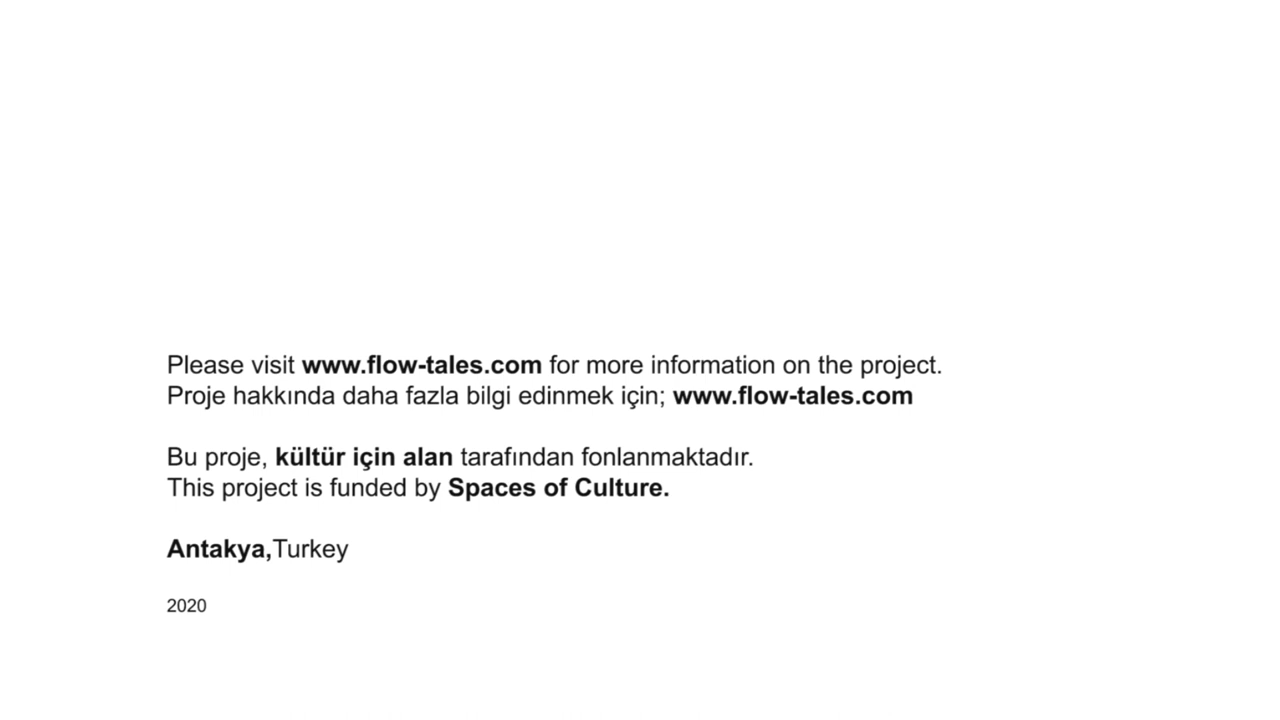 Please visit www.flow-tales.com for more information on the project.
Proje hakkında daha fazla bilgi edinmek için; www.flow-tales.com
Bu proje, kültür için alan tarafından fonlanmaktadır.
This project is funded by Spaces of Culture.
Antakya,Turkey
2020